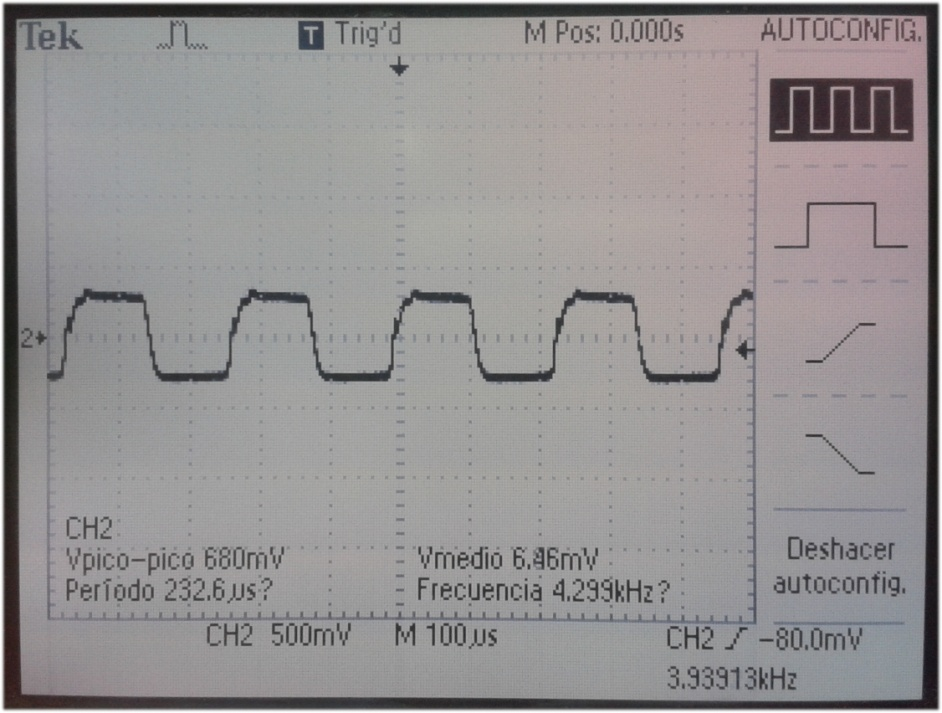 Tek T Trig'd M Pos: 0.000s AUTOCONFIG.
2
CH2
Vpico-pico 680mV Vmedio 6.46mV
Período 232.6µs? Frecuencia 4.299kHz?
Deshacer
autoconfig.
CH2 500mV M 100µs CH2 -80.0mV
3.93913kHz